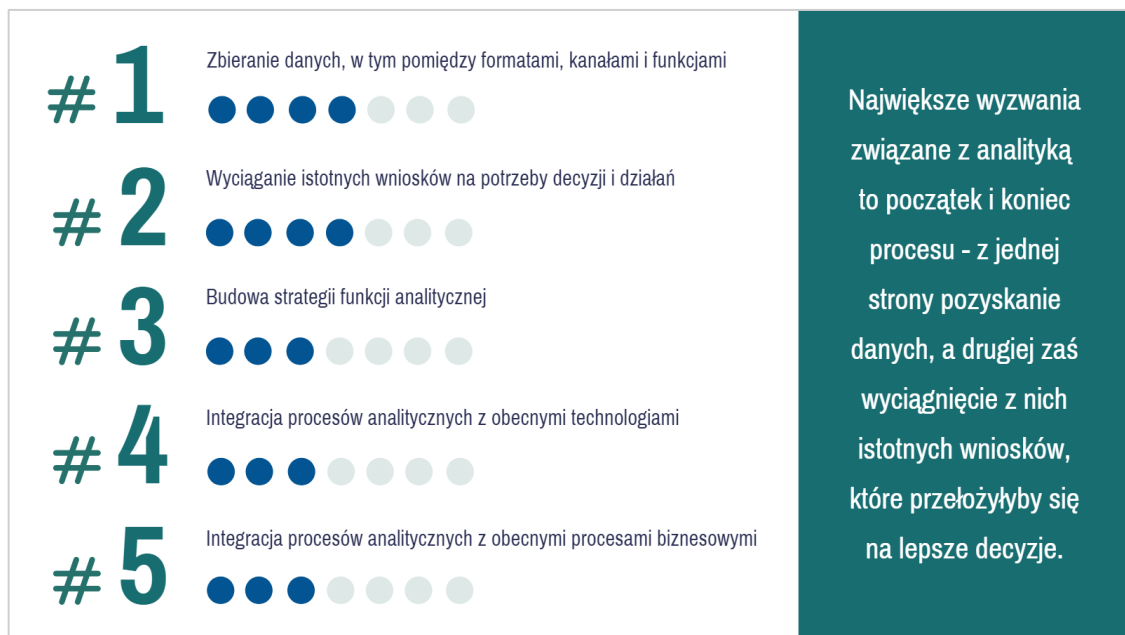 #1
Zbieranie danych, w tym pomiędzy formatami, kanałami i funkcjami
#2
Wyciąganie istotnych wniosków na potrzeby decyzji i działań
#3
Budowa strategii funkcji analitycznej
#4
Integracja procesów analitycznych z obecnymi technologiami
#5
Integracja procesów analitycznych z obecnymi procesami biznesowymi
Największe wyzwania
związane z analityką
to początek i koniec
procesu - z jednej
strony pozyskanie
danych, a drugiej zaś
wyciągnięcie z nich
istotnych wniosków,
które przełożyłyby się
na lepsze decyzje.